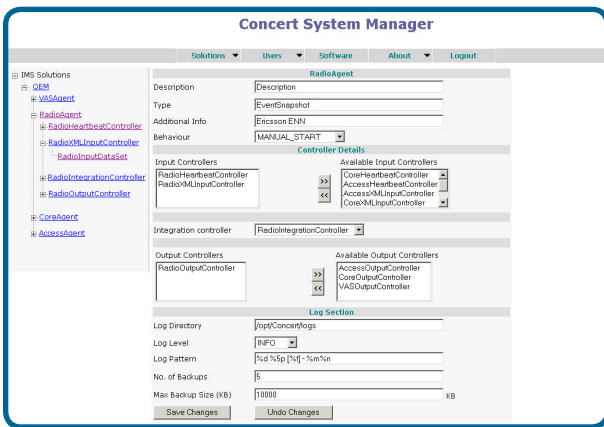 Concert System Manager
Solutions Users Software About Logout
IMS Solutions
OEM
VASAgent
RadioAgent
RadioHeartbeatController
RadioXMLInputController
RadioInputDataSet
RadioIntegrationController
RadioOutputController
CoreAgent
AccessAgent
RadioAgent
Description Description
Type EventSnapshot
Additional Info Ericsson ENN
Behaviour MANUAL_START
Controller Details
Input Controllers Available Input Controllers
RadioHeartbeatController
RadioXMLInputController
>>
<<
CoreHeartbeatController
AccessHeartbeatController
AccessXMLInputController
CoreXMLInputController
Integration controller RadioIntegrationController
Output Controllers Available Output Controllers
RadioOutputController
>>
<<
AccessOutputController
CoreOutputController
VASOutputController
Log Section
Log Directory /opt/Concert/logs
Log Level INFO
Log Pattern %d %5p [%t] - %m%n
No. of Backups 5
Max Backup Size (KB) 10000 KB
Save Changes Undo Changes